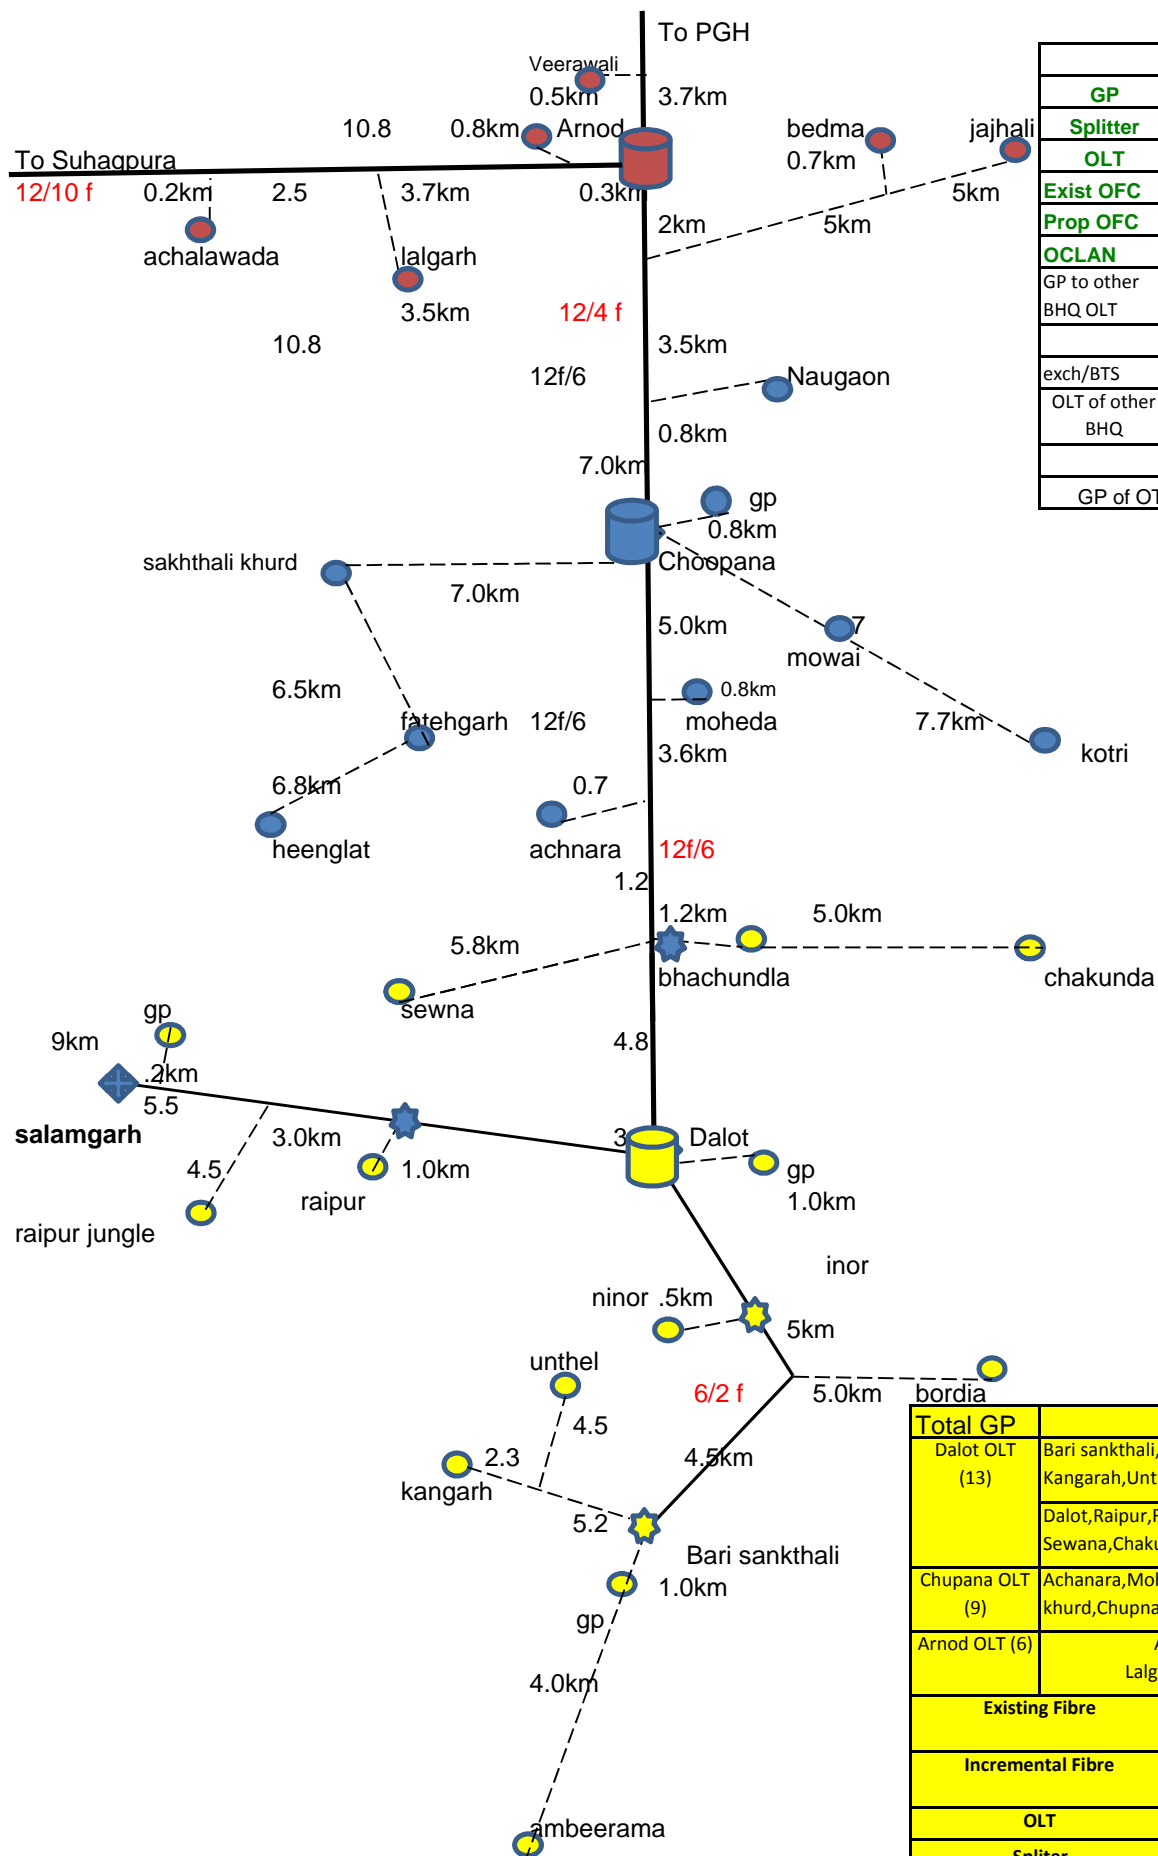 To PGH
Veerawali
0.5km
3.7km
10.8
0.8km
Arnod
bedma
jajhali
0.7km
To Suhagpura
12/10 f
0.2km
2.5
3.7km
0.3km
2km
5km
5km
achalawada
lalgarh
3.5km
12/4 f
10.8
3.5km
12f/6
Naugaon
0.8km
7.0km
gp
0.8km
Choopana
sakhthali khurd
7.0km
5.0km
7
mowai
6.5km
0.8km
fatehgarh
12f/6
moheda
7.7km
3.6km
kotri
6.8km
0.7
heenglat
achnara
12f/6
1.2
1.2km
5.0km
5.8km
bhachundla
chakunda
sewna
gp
9km
4.8
.2km
5.5
salamgarh
3.0km
3
Dalot
4.5
1.0km
gp
raipur
1.0km
raipur jungle
inor
ninor
.5km
5km
unthel
6/2 f
5.0km
bordia
4.5
2.3
4.5km
kangarh
5.2
Bari sankthali
1.0km
gp
4.0km
ambeerama
GP
Splitter
OLT
Exist OFC
Prop OFC
OCLAN
GP to other
BHQ OLT
exch/BTS
OLT of other
BHQ
GP of OT
Total GP
Dalot OLT
(13)
Bari sankthali,
Kangarah,Unt
Dalot,Raipur,R
Sewana,Chaku
Chupana OLT
(9)
Achanara,Moh
khurd,Chupna
Arnod OLT (6)
A
Lalg
Existing Fibre
Incremental Fibre
OLT
Spliter